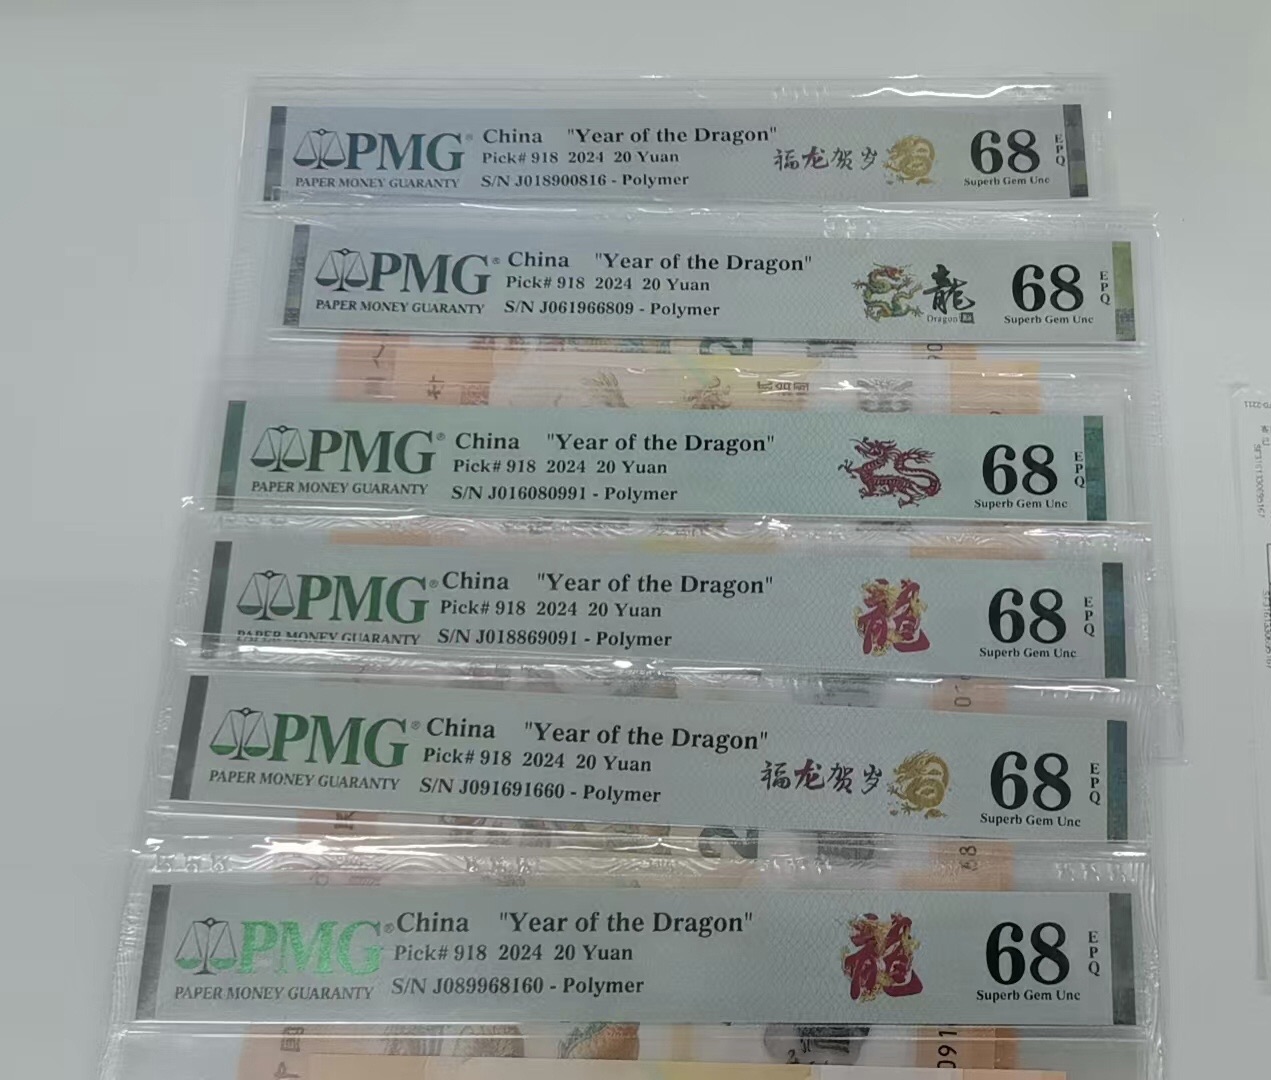 PMG®
PAPER MONEY GUARANTY
China "Year of the Dragon"
Pick# 918 2024 20 Yuan
S/N J018900816 - Polymer
福龙贺岁
68
EPQ
Superb Gem Unc
PMG®
PAPER MONEY GUARANTY
China "Year of the Dragon"
Pick# 918 2024 20 Yuan
S/N J061966809 - Polymer
龍
Dragon
68
EPQ
Superb Gem Unc
PMG®
PAPER MONEY GUARANTY
China "Year of the Dragon"
Pick# 918 2024 20 Yuan
S/N J016080991 - Polymer
68
EPQ
Superb Gem Unc
PMG®
PAPER MONEY GUARANTY
China "Year of the Dragon"
Pick# 918 2024 20 Yuan
S/N J018869091 - Polymer
龍
68
EPQ
Superb Gem Unc
PMG®
PAPER MONEY GUARANTY
China "Year of the Dragon"
Pick# 918 2024 20 Yuan
S/N J091691660 - Polymer
福龙贺岁
68
EPQ
Superb Gem Unc
PMG®
PAPER MONEY GUARANTY
China "Year of the Dragon"
Pick# 918 2024 20 Yuan
S/N J089968160 - Polymer
龍
68
EPQ
Superb Gem Unc